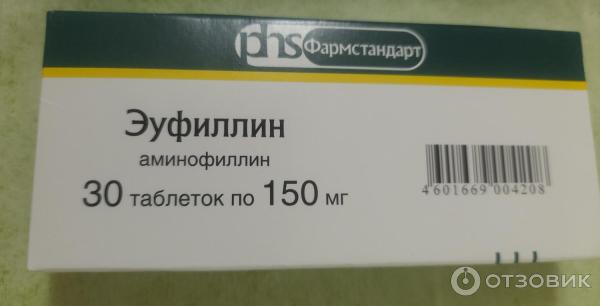 phs Фармстандарт
Эуфиллин
аминофиллин
30 таблеток по 150 мг
4 601669 004208
ОТЗОВИК